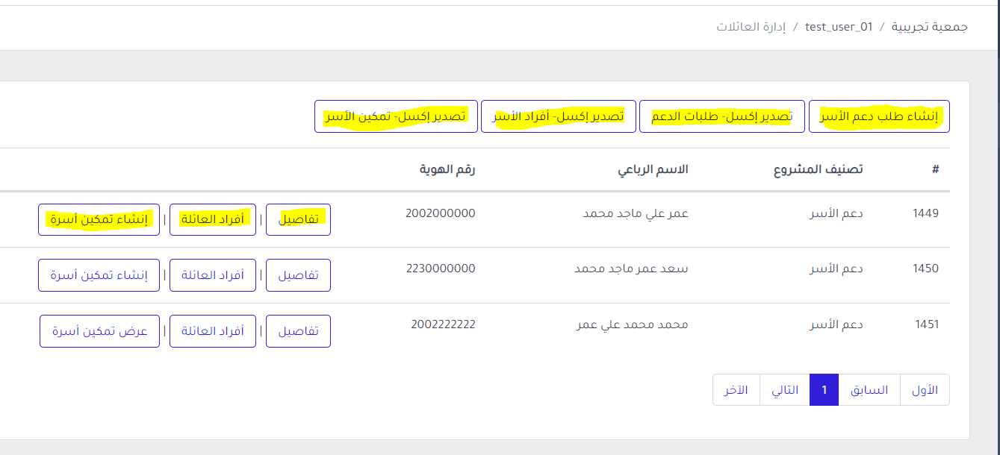 جمعية تجريبية / test_user_01 / إدارة العائلات
إنشاء طلب دعم الأسر تصدير إكسل- طلبات الدعم تصدير إكسل- أفراد الأسر تصدير إكسل- تمكين الأسر
# تصنيف المشروع الاسم الرباعي رقم الهوية
1449 دعم الأسر عمر علي ماجد محمد 2002000000 تفاصيل | أفراد العائلة | إنشاء تمكين أسرة
1450 دعم الأسر سعد عمر ماجد محمد 2230000000 تفاصيل | أفراد العائلة | إنشاء تمكين أسرة
1451 دعم الأسر محمد محمد علي عمر 2002222222 تفاصيل | أفراد العائلة | عرض تمكين أسرة
الأول السابق 1 التالي الآخر